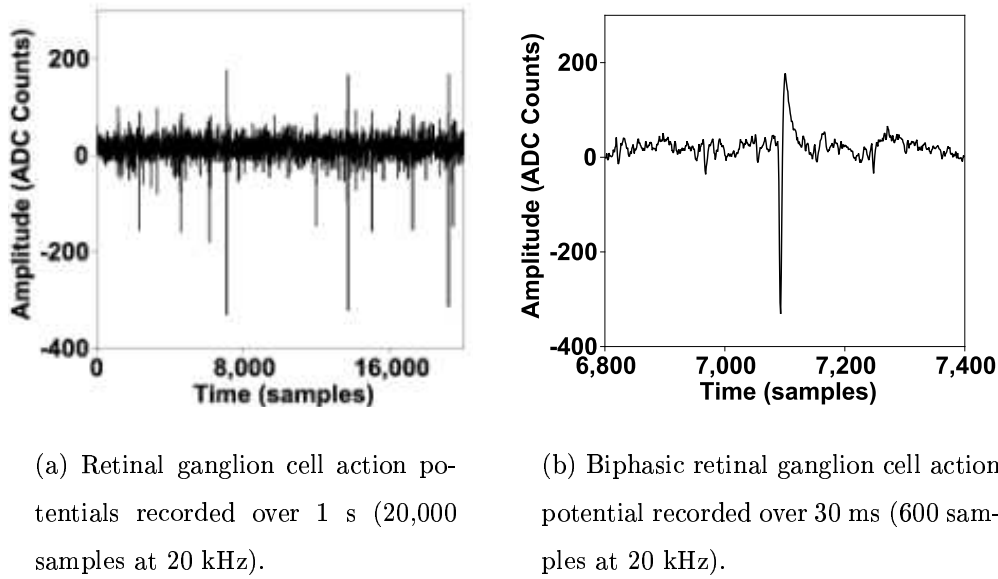 200
0
-200
-400
Amplitude (ADC Counts)
0 8,000 16,000
Time (samples)
200
0
-200
-400
Amplitude (ADC Counts)
6,800 7,000 7,200 7,400
Time (samples)
(a) Retinal ganglion cell action po-
tentials recorded over 1 s (20,000
samples at 20 kHz).
(b) Biphasic retinal ganglion cell action
potential recorded over 30 ms (600 sam-
ples at 20 kHz).